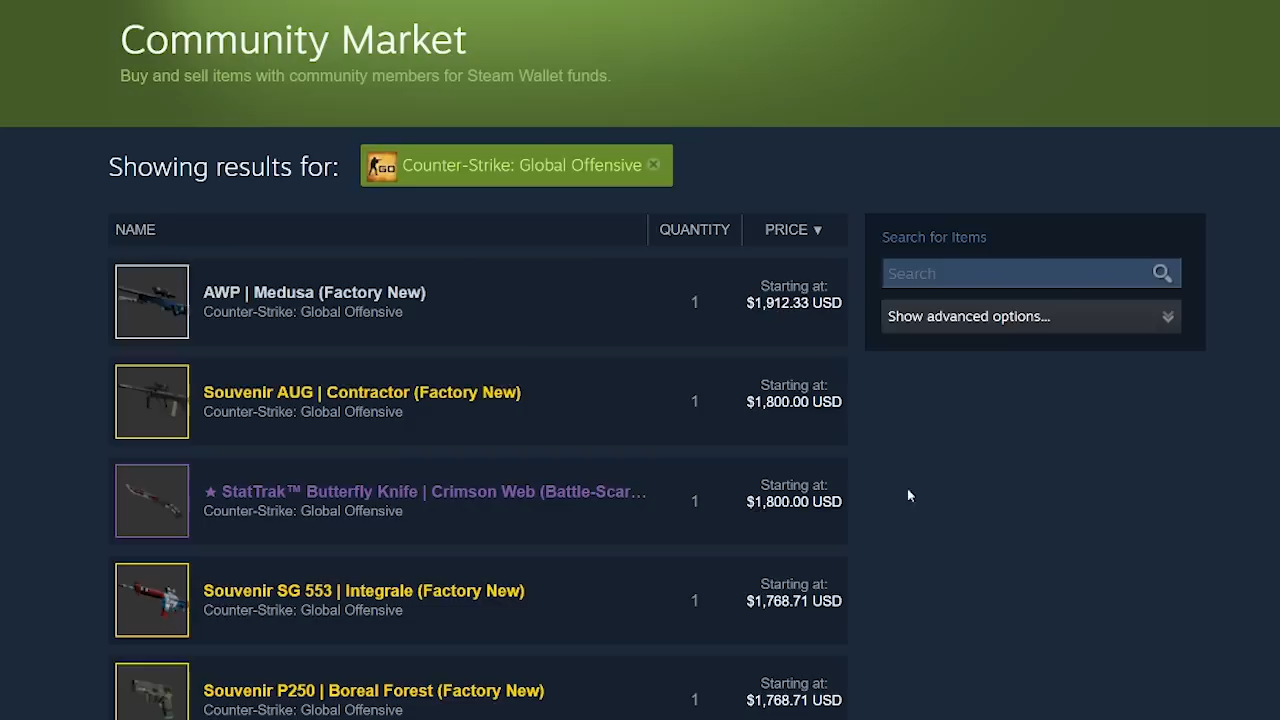 Community Market
Buy and sell items with community members for Steam Wallet funds.
Showing results for:
GO
Counter-Strike: Global Offensive
NAME
QUANTITY
PRICE ▼
AWP | Medusa (Factory New)
Counter-Strike: Global Offensive
1
Starting at:
$1,912.33 USD
Souvenir AUG | Contractor (Factory New)
Counter-Strike: Global Offensive
1
Starting at:
$1,800.00 USD
★ StatTrak™ Butterfly Knife | Crimson Web (Battle-Scar...
Counter-Strike: Global Offensive
1
Starting at:
$1,800.00 USD
Souvenir SG 553 | Integrale (Factory New)
Counter-Strike: Global Offensive
1
Starting at:
$1,768.71 USD
Souvenir P250 | Boreal Forest (Factory New)
Counter-Strike: Global Offensive
1
Starting at:
$1,768.71 USD
Search for Items
Search
Show advanced options...